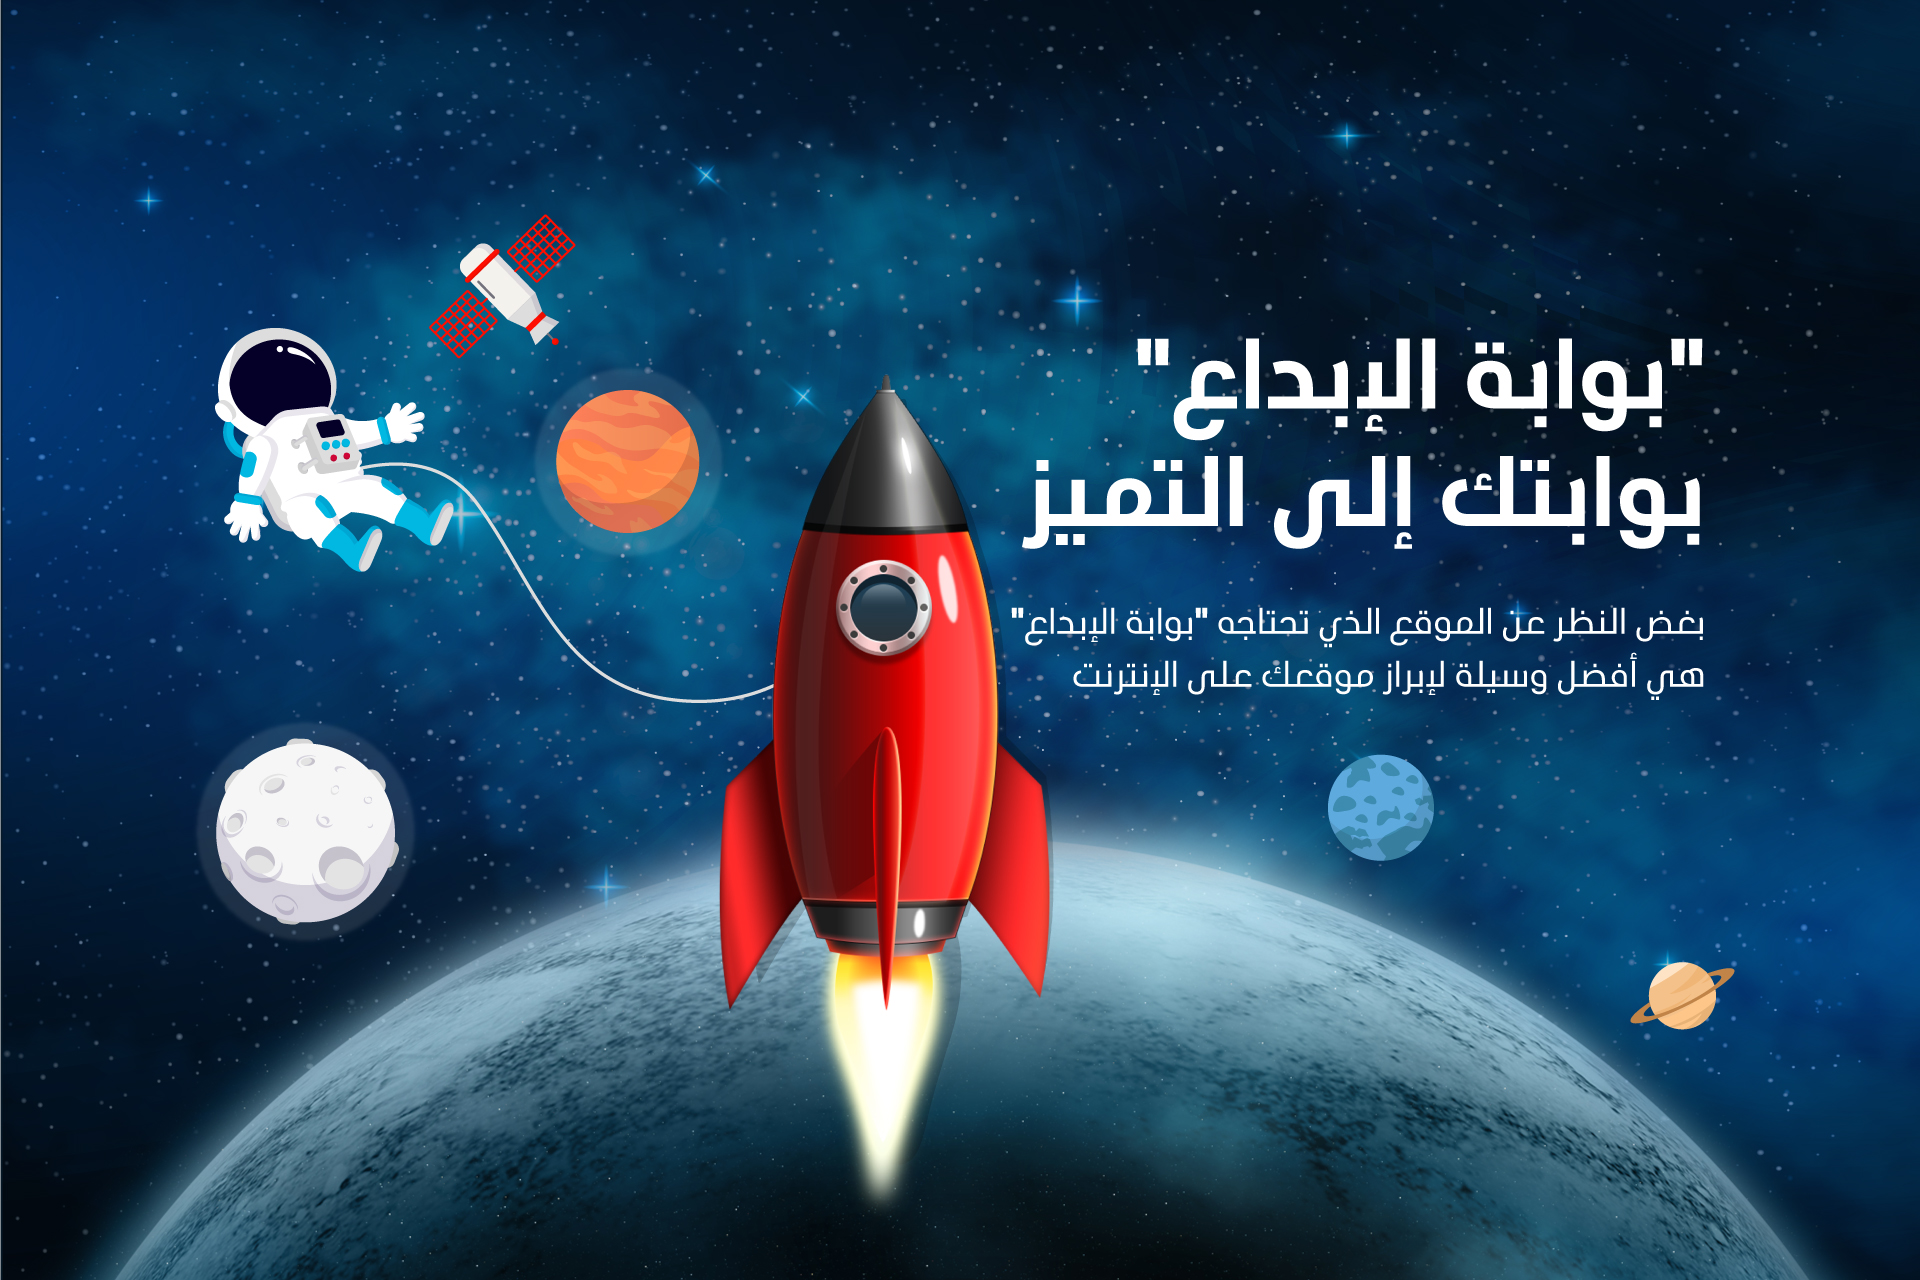 "بوابة الإبداع"
بوابتك إلى التميز
بغض النظر عن الموقع الذي تحتاجه "بوابة الإبداع"
هي أفضل وسيلة لإبراز موقعك على الإنترنت